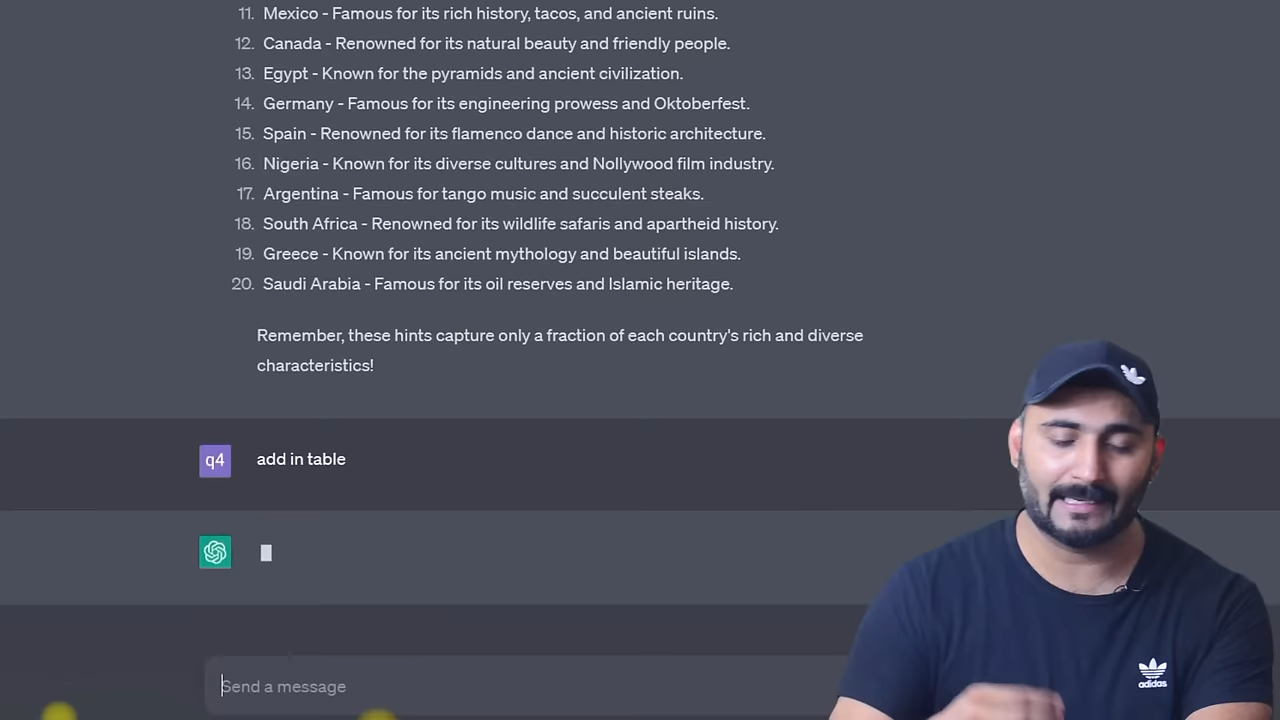 11. Mexico - Famous for its rich history, tacos, and ancient ruins.
12. Canada - Renowned for its natural beauty and friendly people.
13. Egypt - Known for the pyramids and ancient civilization.
14. Germany - Famous for its engineering prowess and Oktoberfest.
15. Spain - Renowned for its flamenco dance and historic architecture.
16. Nigeria - Known for its diverse cultures and Nollywood film industry.
17. Argentina - Famous for tango music and succulent steaks.
18. South Africa - Renowned for its wildlife safaris and apartheid history.
19. Greece - Known for its ancient mythology and beautiful islands.
20. Saudi Arabia - Famous for its oil reserves and Islamic heritage.
Remember, these hints capture only a fraction of each country's rich and diverse
characteristics!
q4 add in table
Send a message
adidas